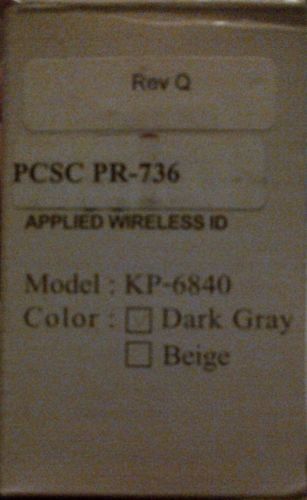 Rev Q
PCSC PR-736
APPLIED WIRELESS ID
Model : KP-6840
Color : ☑ Dark Gray
☐ Beige